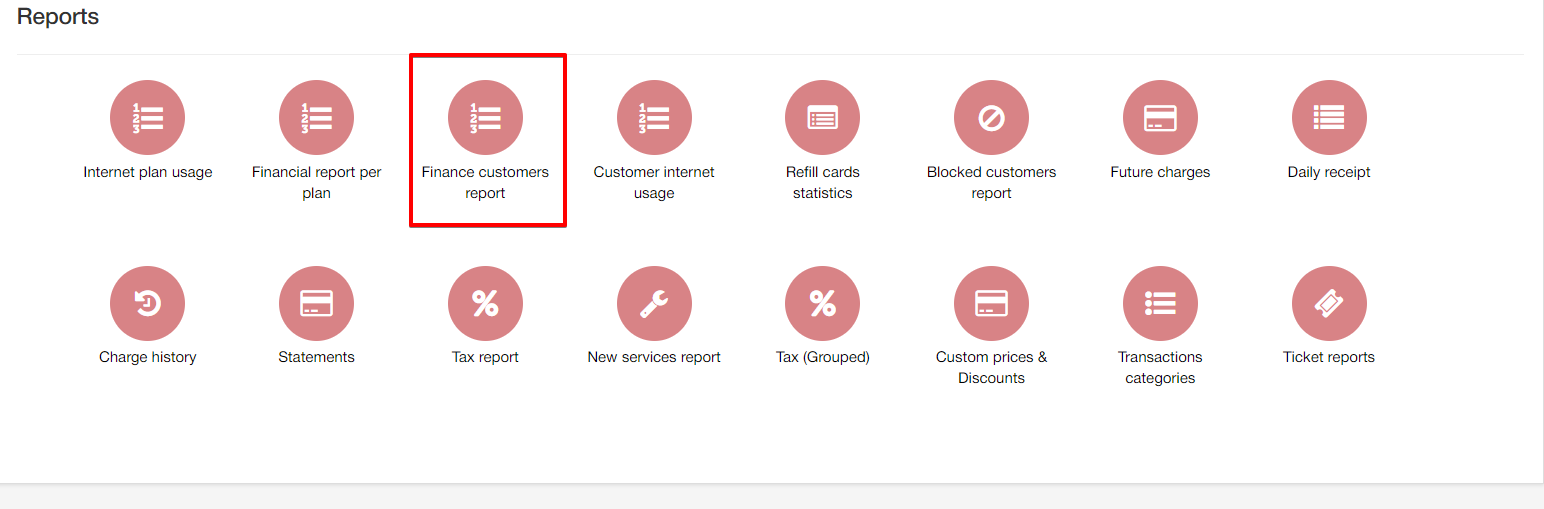 Reports
Internet plan usage
Financial report per
plan
Finance customers
report
Customer internet
usage
Refill cards
statistics
Blocked customers
report
Future charges
Daily receipt
Charge history
Statements
Tax report
New services report
Tax (Grouped)
Custom prices &
Discounts
Transactions
categories
Ticket reports